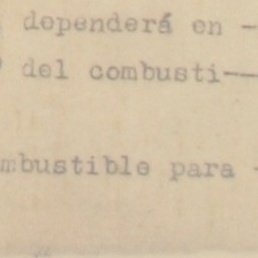 dependerá en -
del combusti--
mbustible para -